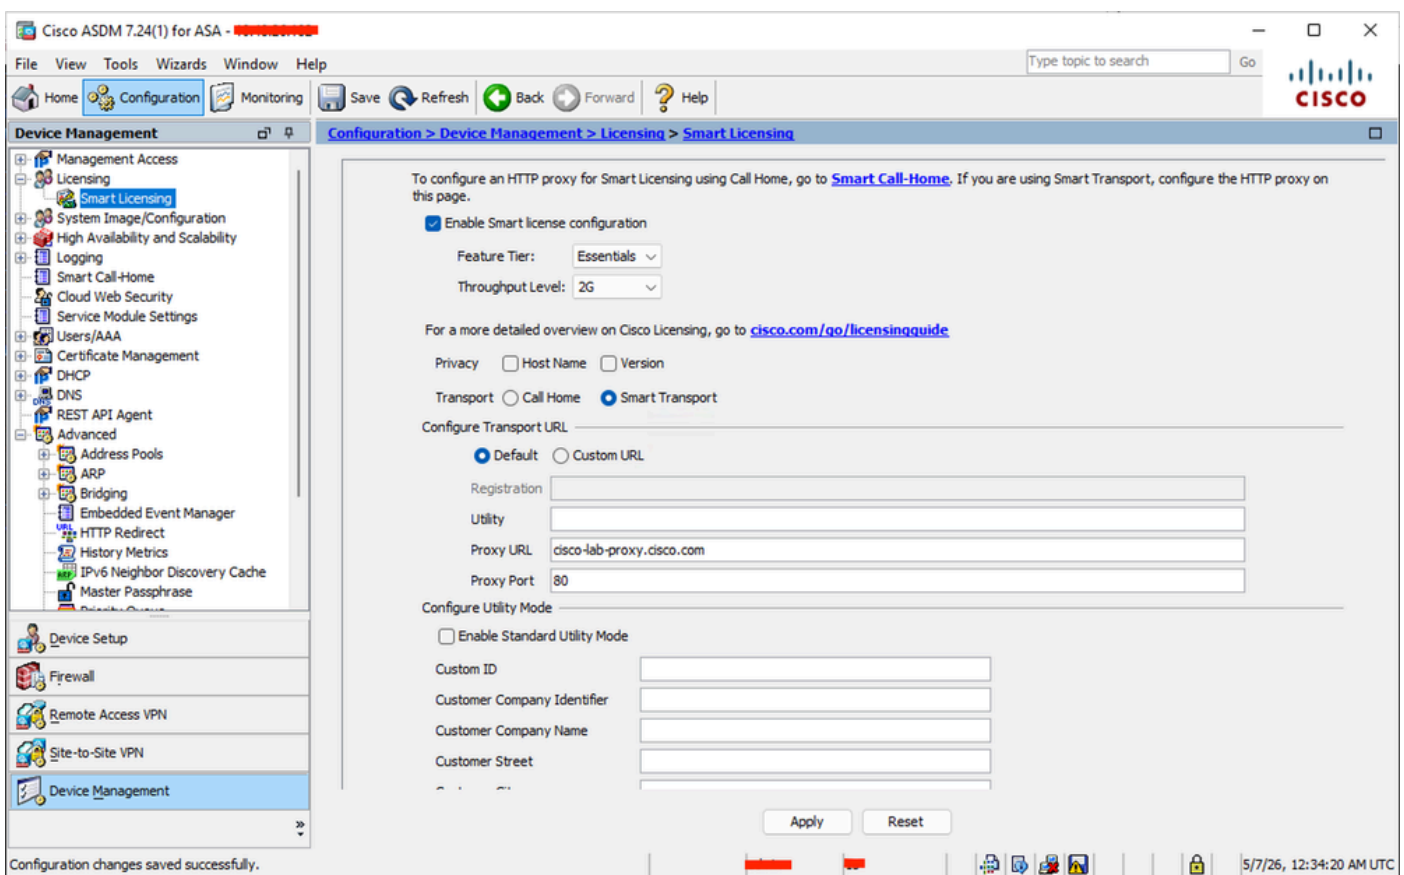 Cisco ASDM 7.24(1) for ASA -
File View Tools Wizards Window Help
Type topic to search
Go
Home Configuration Monitoring Save Refresh Back Forward Help
CISCO
Device Management
Configuration > Device Management > Licensing > Smart Licensing
Management Access
Licensing
Smart Licensing
System Image/Configuration
High Availability and Scalability
Logging
Smart Call-Home
Cloud Web Security
Service Module Settings
Users/AAA
Certificate Management
DHCP
DNS
REST API Agent
Advanced
Address Pools
ARP
Bridging
Embedded Event Manager
HTTP Redirect
History Metrics
IPv6 Neighbor Discovery Cache
Master Passphrase
Device Setup
Firewall
Remote Access VPN
Site-to-Site VPN
Device Management
To configure an HTTP proxy for Smart Licensing using Call Home, go to Smart Call-Home. If you are using Smart Transport, configure the HTTP proxy on
this page.
Enable Smart license configuration
Feature Tier: Essentials
Throughput Level: 2G
For a more detailed overview on Cisco Licensing, go to cisco.com/go/licensingguide
Privacy Host Name Version
Transport Call Home Smart Transport
Configure Transport URL
Default Custom URL
Registration
Utility
Proxy URL cisco-lab-proxy.cisco.com
Proxy Port 80
Configure Utility Mode
Enable Standard Utility Mode
Custom ID
Customer Company Identifier
Customer Company Name
Customer Street
Apply Reset
Configuration changes saved successfully.
5/7/26, 12:34:20 AM UTC